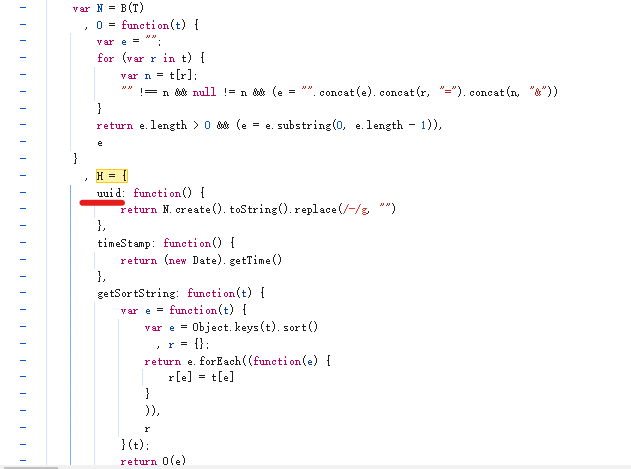 var N = B(T)
, O = function(t) {
var e = "";
for (var r in t) {
var n = t[r];
"" !== n && null != n && (e = "".concat(e).concat(r, "=").concat(n, "&"))
}
return e.length > 0 && (e = e.substring(0, e.length - 1)),
e
}
, H = {
uuid: function() {
return N.create().toString().replace(/-/g, "")
},
timeStamp: function() {
return (new Date).getTime()
},
getSortString: function(t) {
var e = function(t) {
var e = Object.keys(t).sort()
, r = {};
return e.forEach((function(e) {
r[e] = t[e]
}
)),
r
}(t);
return O(e)